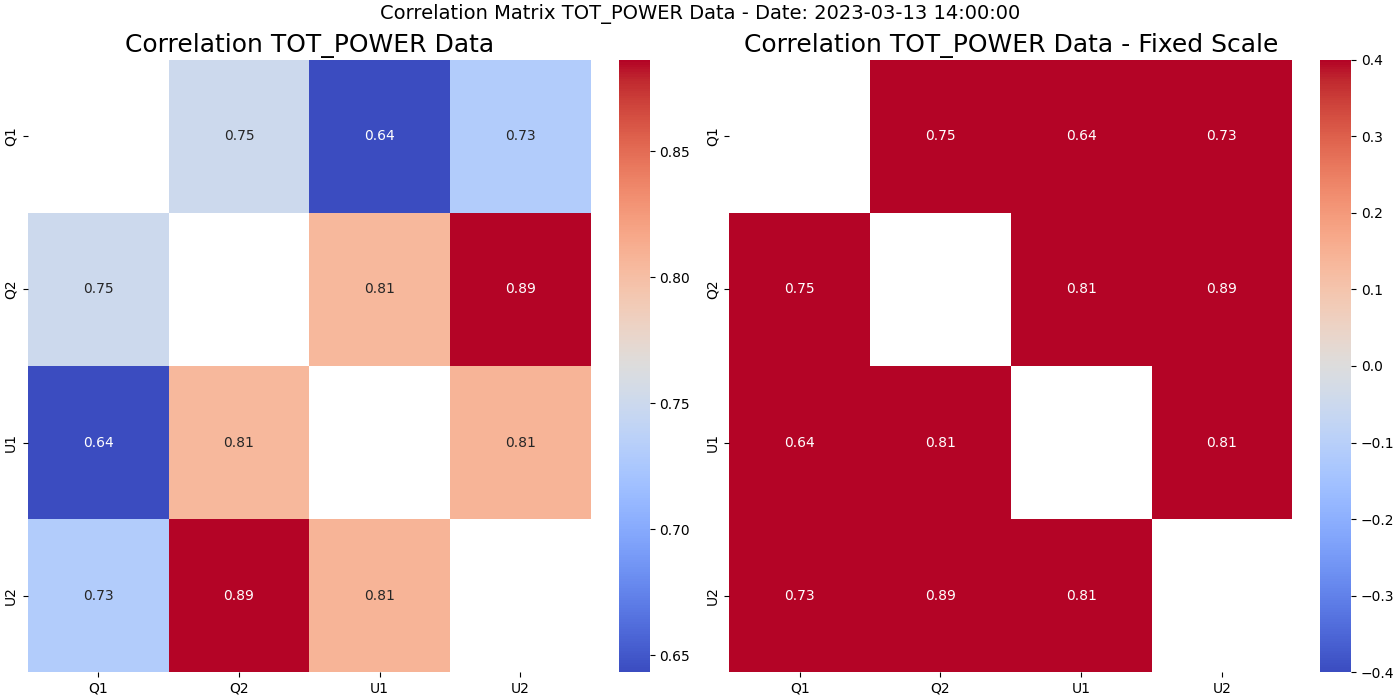 Correlation Matrix TOT_POWER Data - Date: 2023-03-13 14:00:00
Correlation TOT_POWER Data
Q1
0.75
0.64
0.73
Q2
0.75
0.81
0.89
U1
0.64
0.81
0.81
U2
0.73
0.89
0.81
Q1
Q2
U1
U2
0.85
0.80
0.75
0.70
0.65
Correlation TOT_POWER Data - Fixed Scale
Q1
0.75
0.64
0.73
Q2
0.75
0.81
0.89
U1
0.64
0.81
0.81
U2
0.73
0.89
0.81
Q1
Q2
U1
U2
0.4
0.3
0.2
0.1
0.0
−0.1
−0.2
−0.3
−0.4